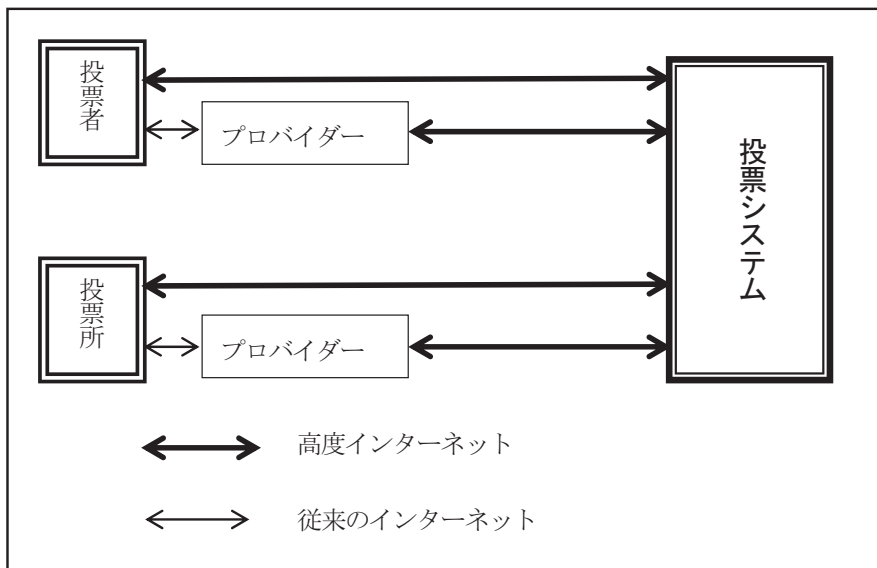 投票者
プロバイダー
投票システム
投票所
プロバイダー
高度インターネット
従来のインターネット